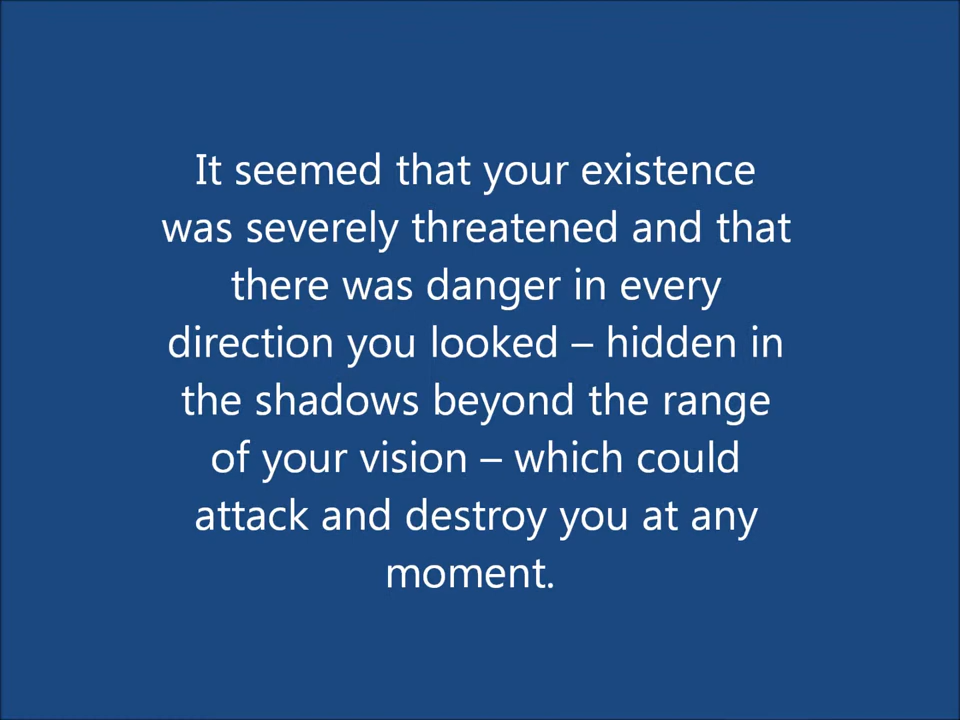 It seemed that your existence
was severely threatened and that
there was danger in every
direction you looked – hidden in
the shadows beyond the range
of your vision – which could
attack and destroy you at any
moment.